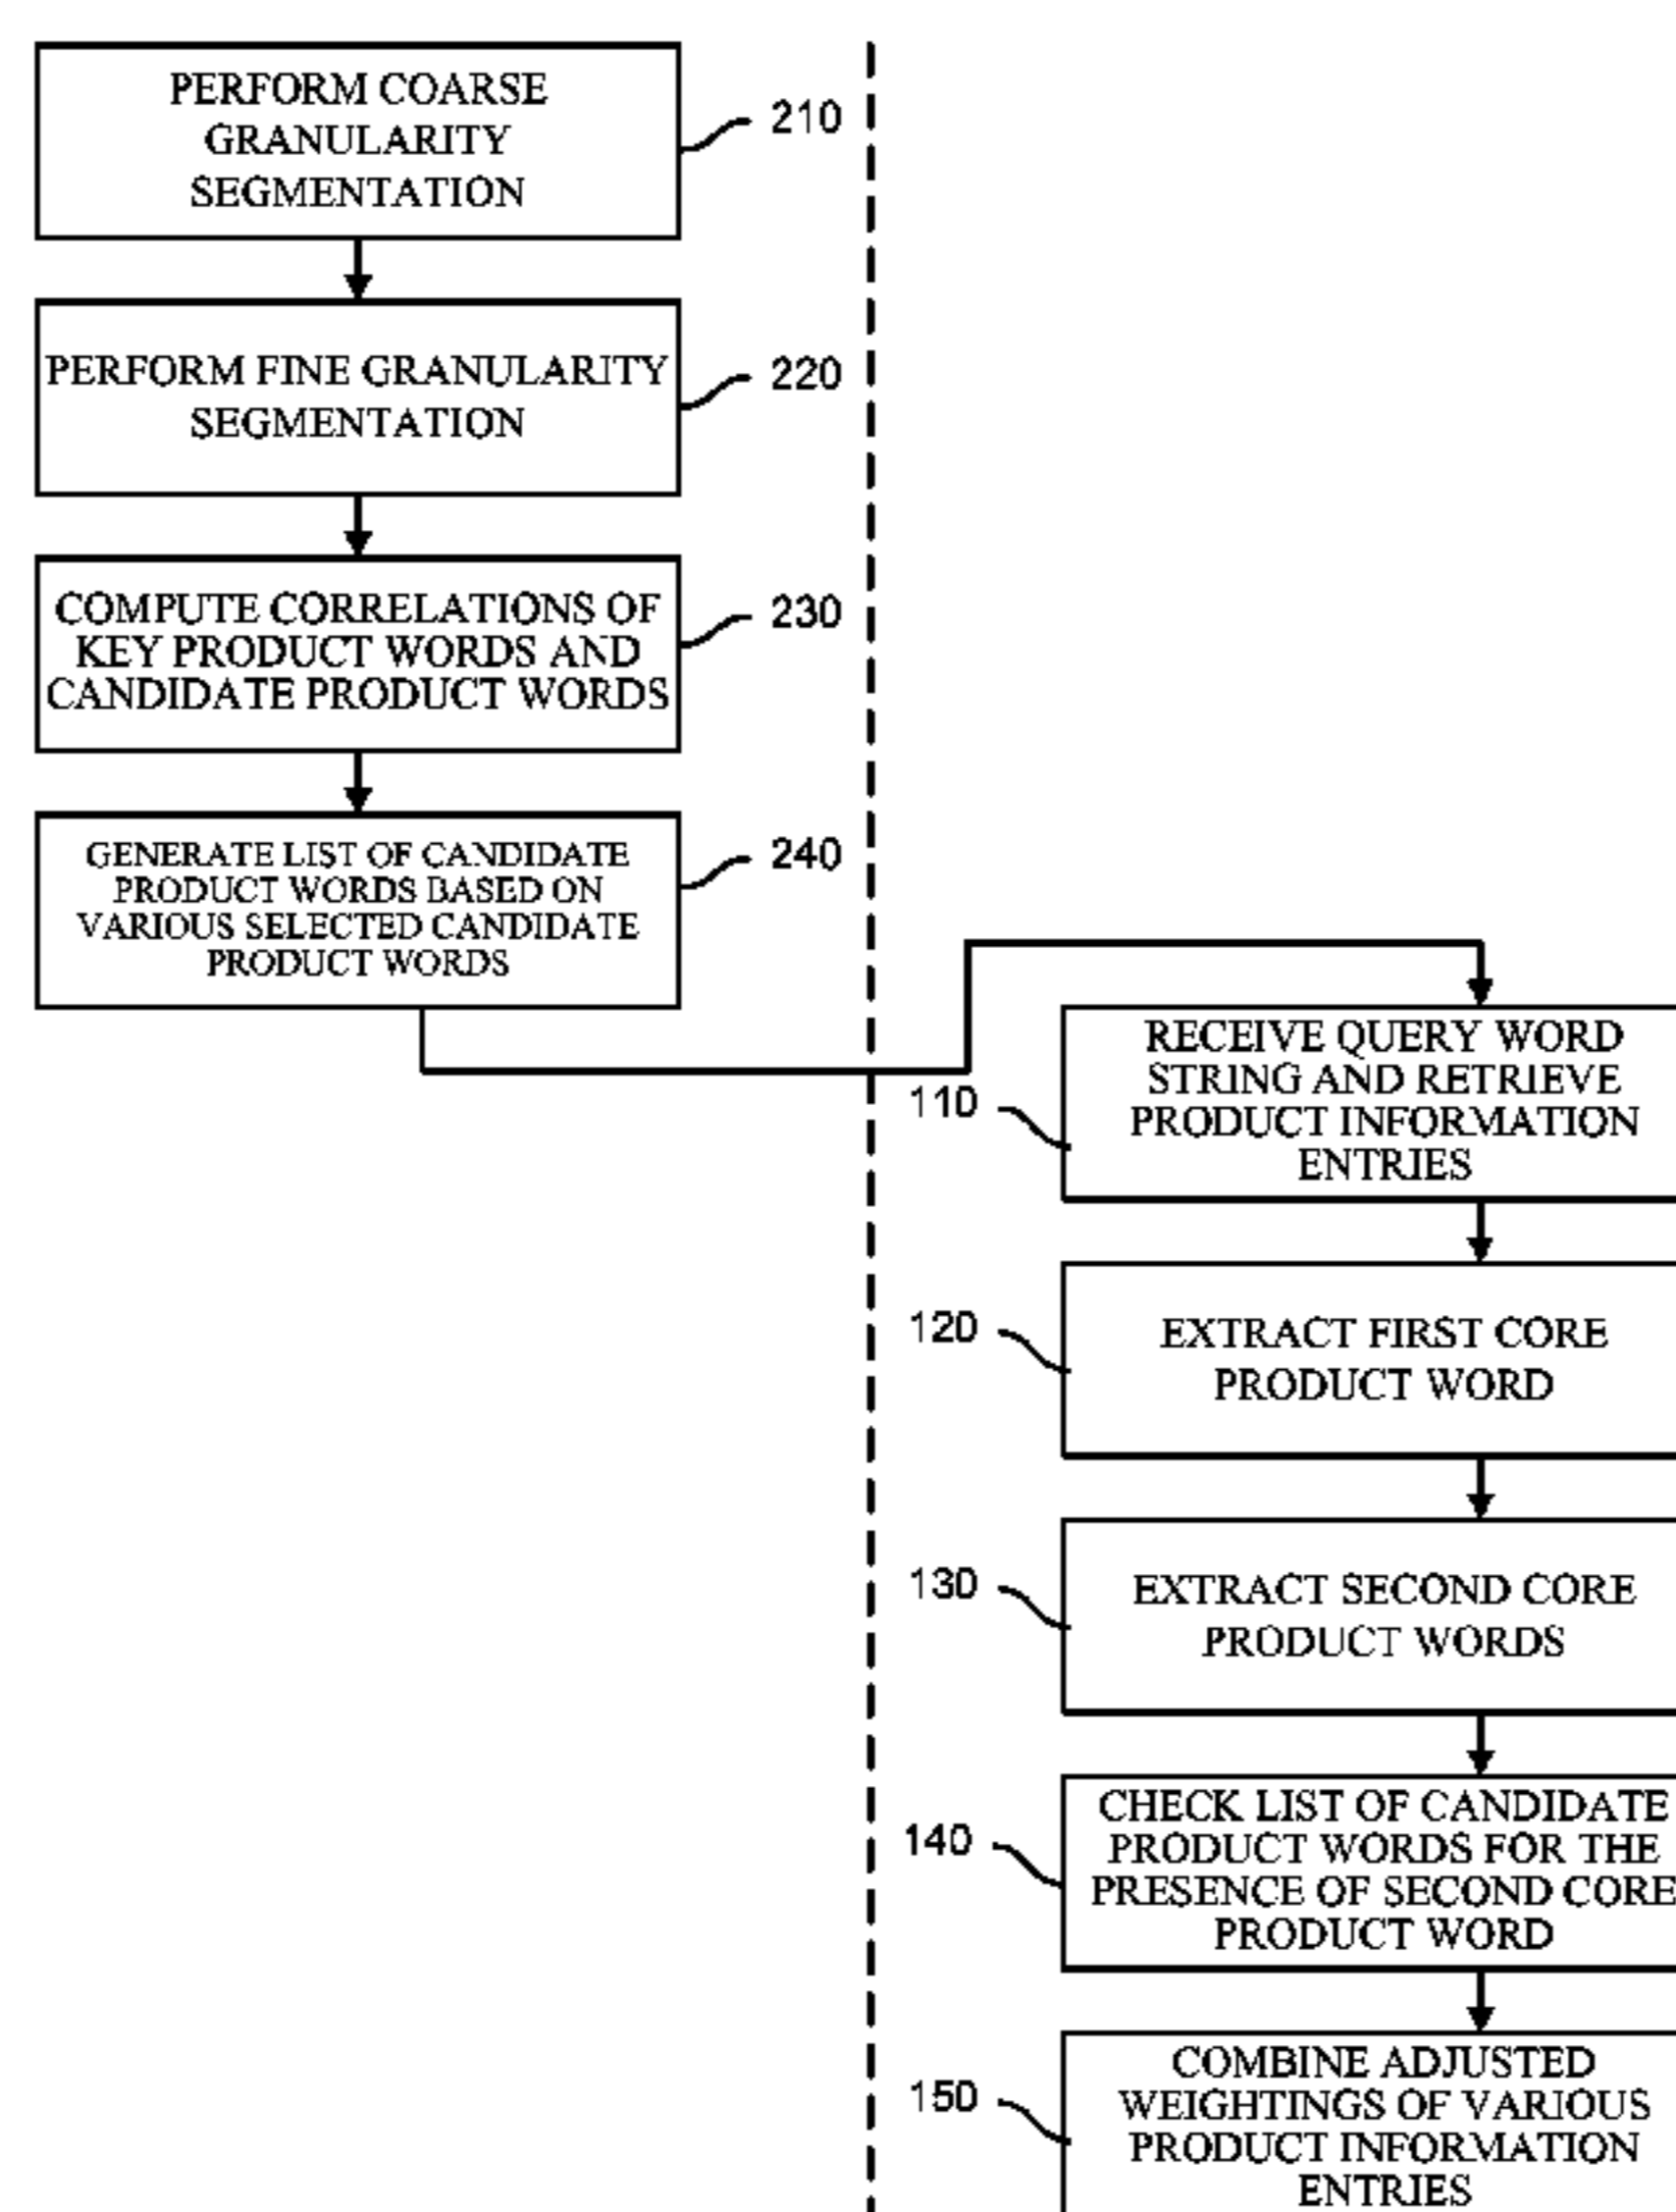 PERFORM COARSE
GRANULARITY
SEGMENTATION
210
PERFORM FINE GRANULARITY
SEGMENTATION
220
COMPUTE CORRELATIONS OF
KEY PRODUCT WORDS AND
CANDIDATE PRODUCT WORDS
230
GENERATE LIST OF CANDIDATE
PRODUCT WORDS BASED ON
VARIOUS SELECTED CANDIDATE
PRODUCT WORDS
240
110
RECEIVE QUERY WORD
STRING AND RETRIEVE
PRODUCT INFORMATION
ENTRIES
120
EXTRACT FIRST CORE
PRODUCT WORD
130
EXTRACT SECOND CORE
PRODUCT WORDS
140
CHECK LIST OF CANDIDATE
PRODUCT WORDS FOR THE
PRESENCE OF SECOND CORE
PRODUCT WORD
150
COMBINE ADJUSTED
WEIGHTINGS OF VARIOUS
PRODUCT INFORMATION
ENTRIES